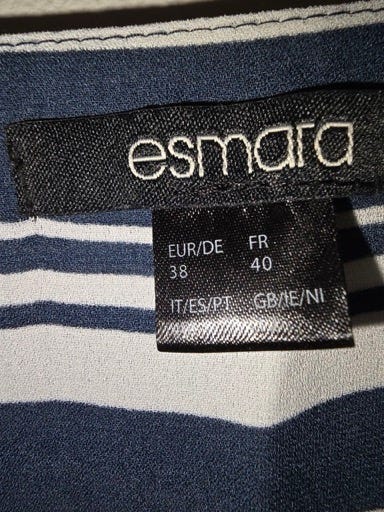 esmara
EUR/DE FR
38 40
IT/ES/PT GB/IE/NI